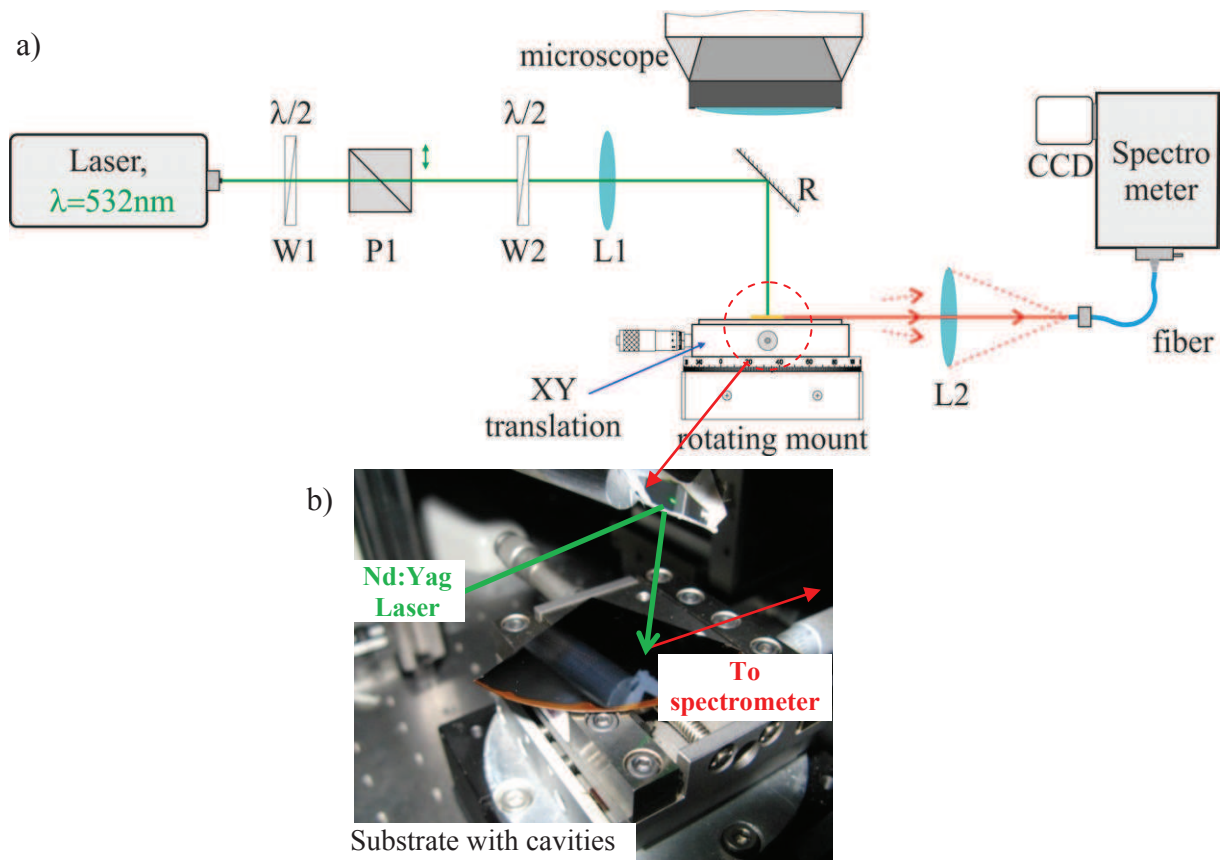 a)
microscope
λ/2
λ/2
Laser,
λ=532nm
CCD
Spectro
meter
R
W1
P1
W2
L1
XY
translation
rotating mount
L2
fiber
b)
Nd:Yag
Laser
To
spectrometer
Substrate with cavities